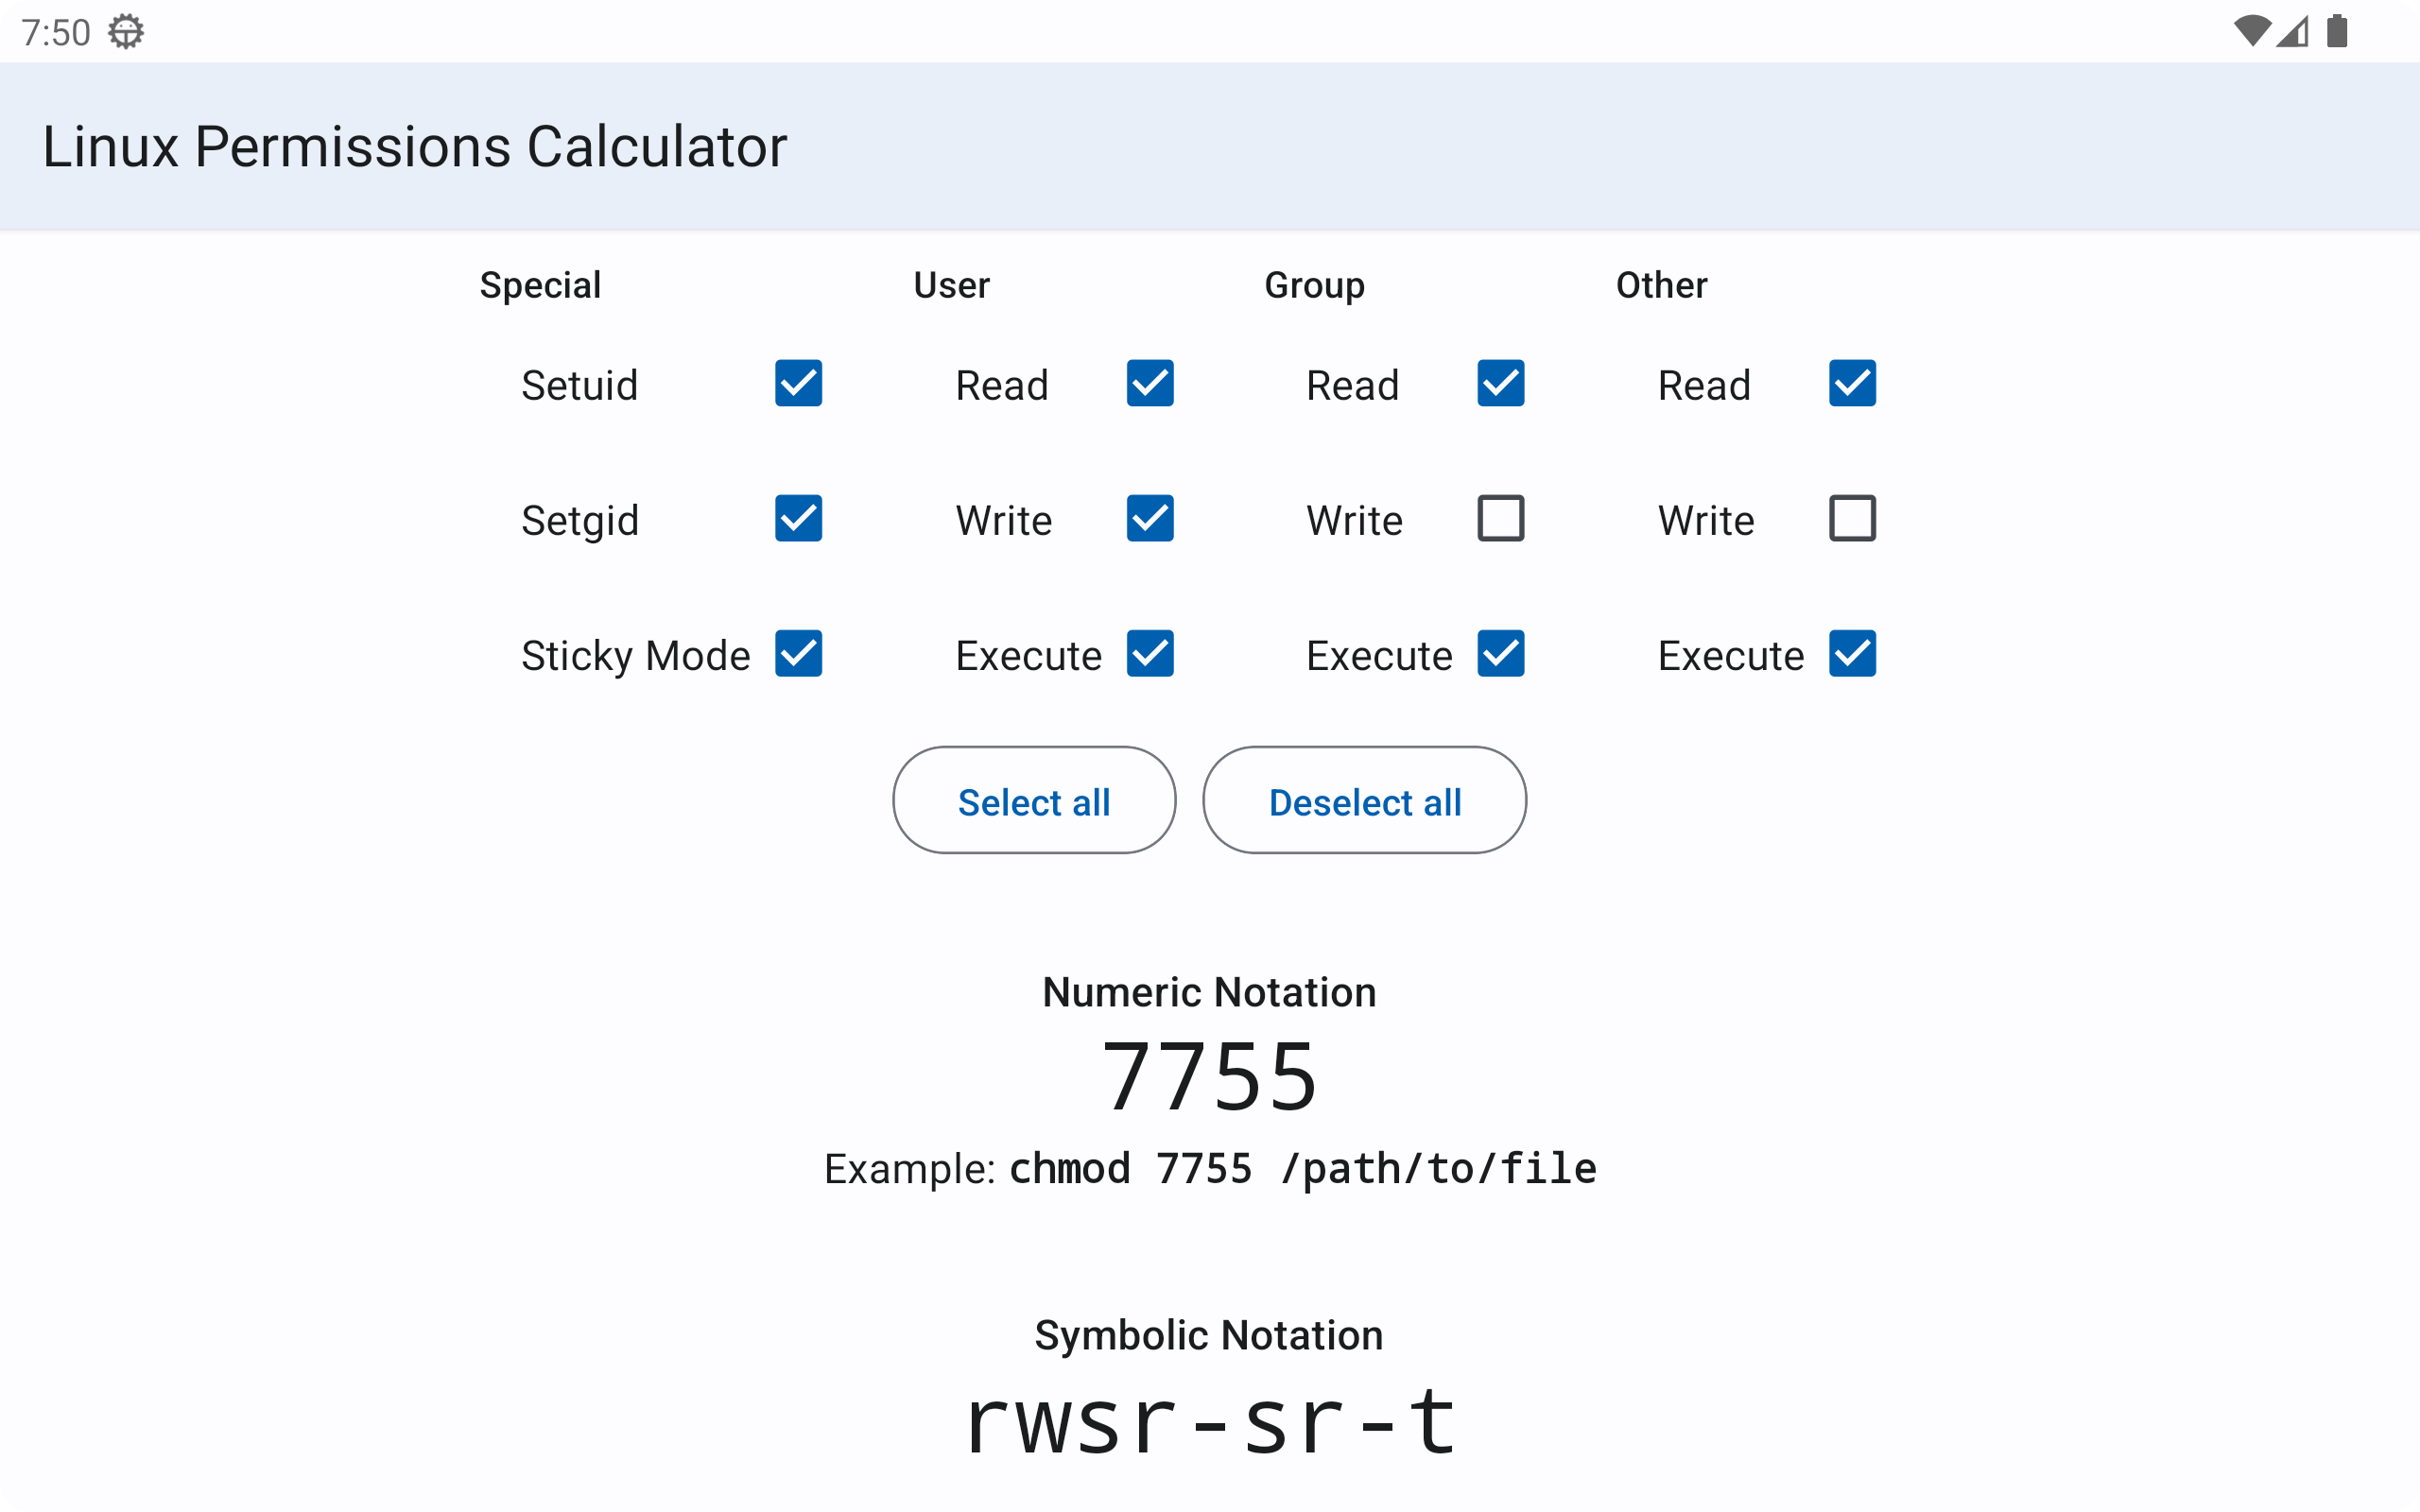 7:50
Linux Permissions Calculator
Special User Group Other
Setuid Read Read Read
Setgid Write Write Write
Sticky Mode Execute Execute Execute
Select all Deselect all
Numeric Notation
7755
Example: chmod 7755 /path/to/file
Symbolic Notation
rwsr-sr-t